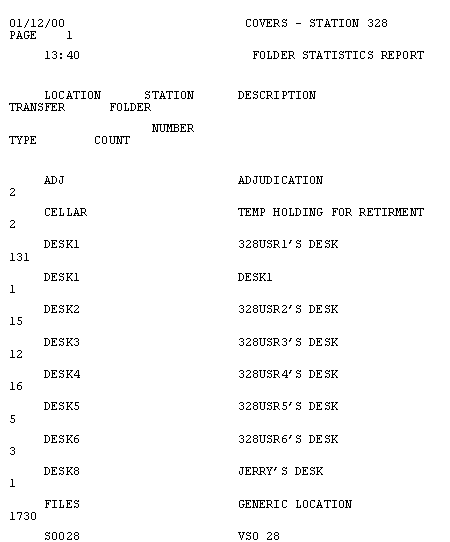 01/12/00 COVERS - STATION 328
PAGE 1
13:40 FOLDER STATISTICS REPORT
LOCATION STATION DESCRIPTION
TRANSFER FOLDER
NUMBER
TYPE COUNT
ADJ ADJUDICATION
2
CELLAR TEMP HOLDING FOR RETIRMENT
2
DESK1 328USR1'S DESK
131
DESK1 DESK1
1
DESK2 328USR2'S DESK
15
DESK3 328USR3'S DESK
12
DESK4 328USR4'S DESK
16
DESK5 328USR5'S DESK
5
DESK6 328USR6'S DESK
3
DESK8 JERRY'S DESK
1
FILES GENERIC LOCATION
1730
SOO28 VSO 28